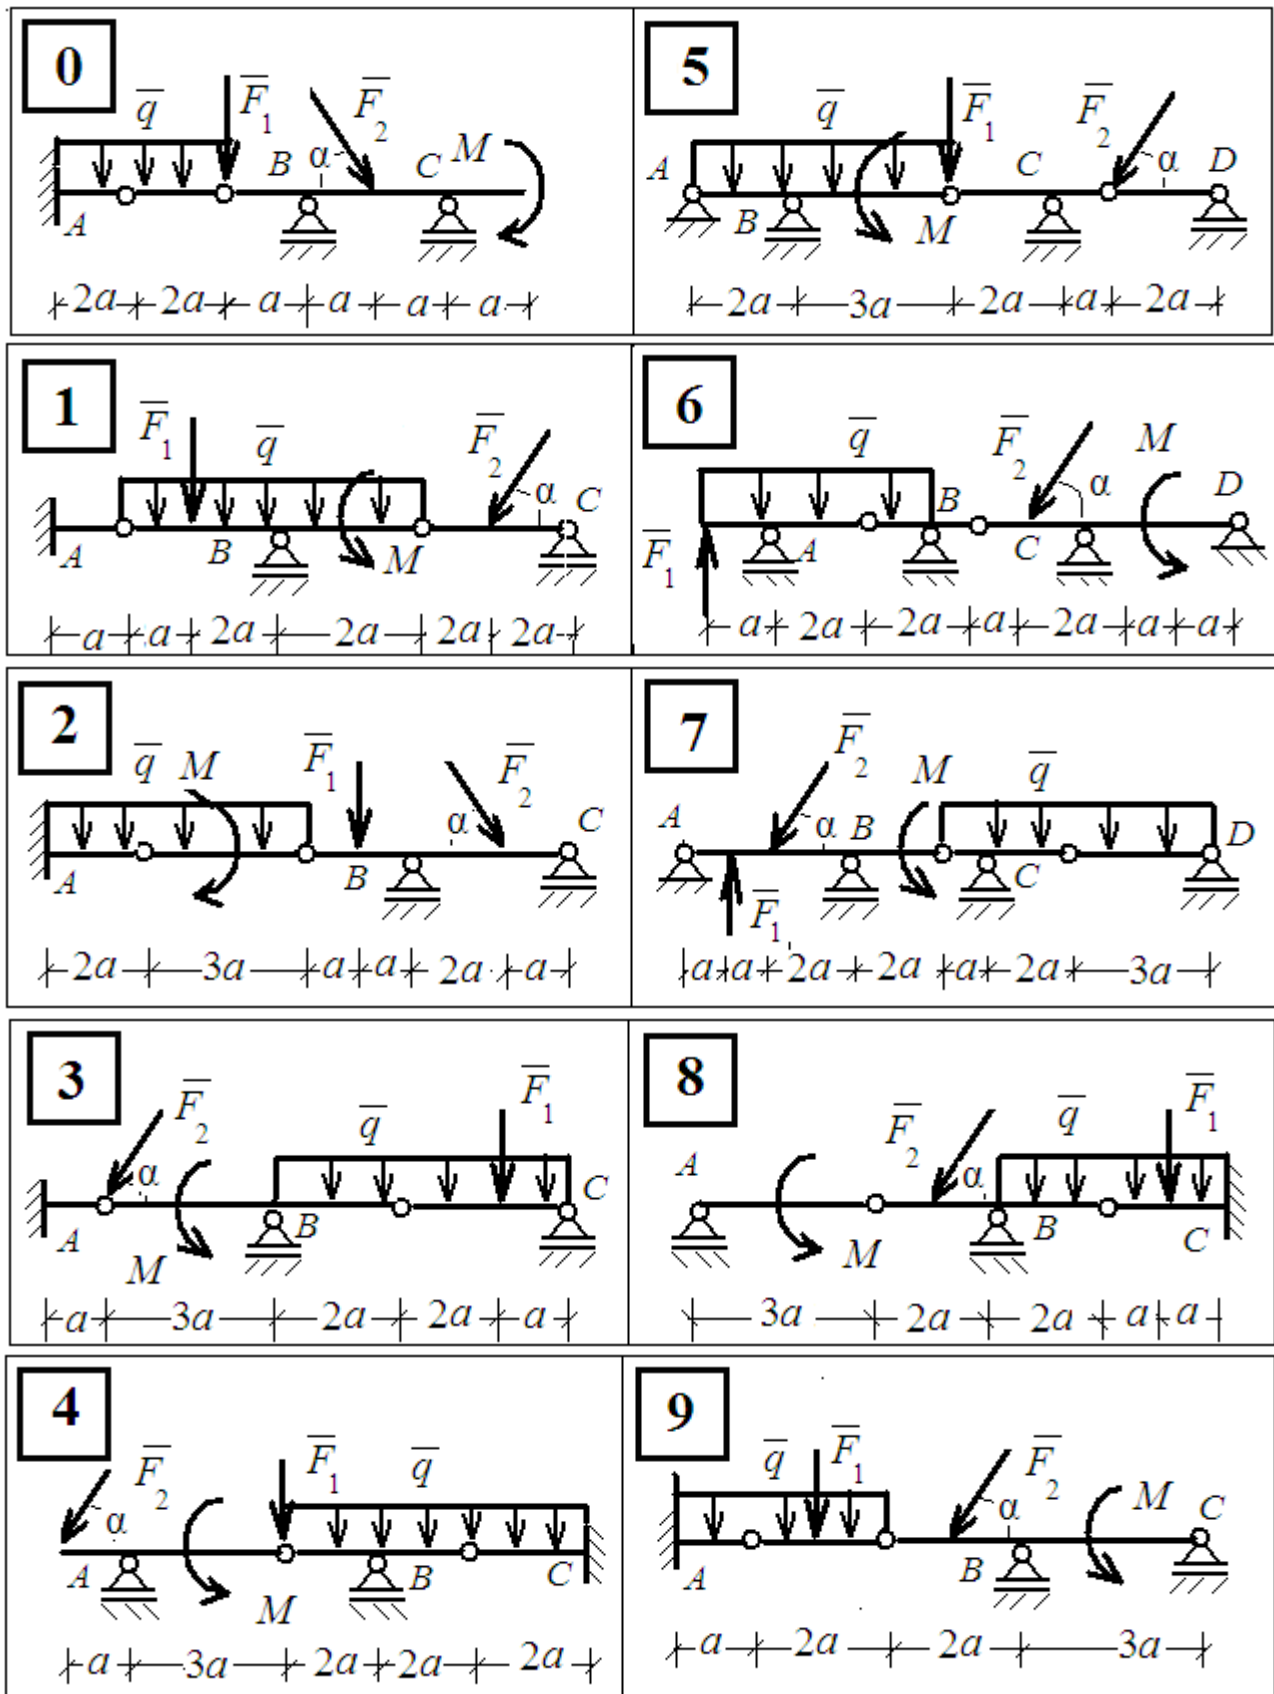 0
q F₁ F₂
B α C M
A
2a 2a a a a a
5
q F₁ F₂
A α D C
B M
2a 3a 2a a 2a
1
F₁ q F₂
α C
A B M
a a 2a 2a 2a 2a
6
q F₂ M
B α D
F₁ A C
a 2a 2a a 2a a a
2
q M F₁ F₂
α C
A B
2a 3a a a 2a a
7
F₂ M q
A α B D
F₁ C
a a 2a 2a a 2a 3a
3
F₂ q F₁
α C
A M B
a 3a 2a 2a a
8
F₂ q F₁
A α
M B C
3a 2a 2a a a
4
F₂ F₁ q
α
A M B C
a 3a 2a 2a 2a
9
q F₁ F₂ M C
α
A B
a 2a 2a 3a